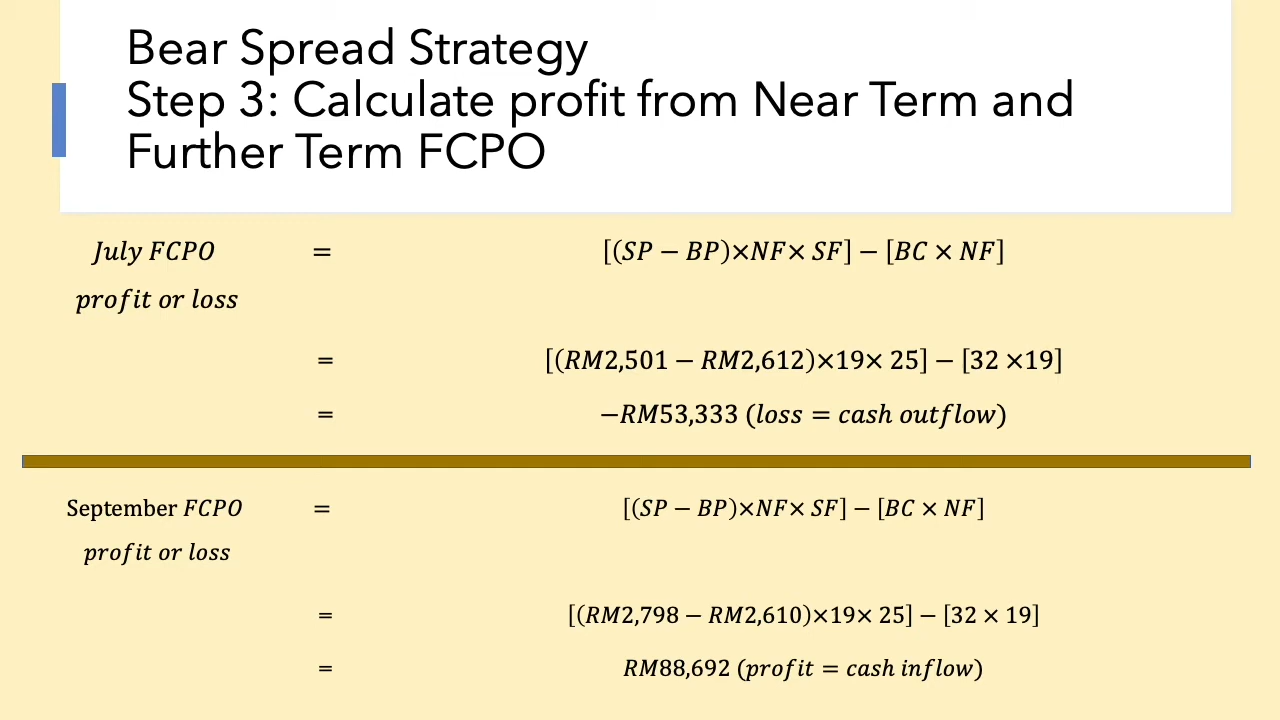 Bear Spread Strategy
Step 3: Calculate profit from Near Term and
Further Term FCPO
July FCPO = [(SP − BP)×NF× SF] − [BC × NF]
profit or loss
= [(RM2,501 − RM2,612)×19× 25] − [32 ×19]
= −RM53,333 (loss = cash outflow)
September FCPO = [(SP − BP)×NF× SF] − [BC × NF]
profit or loss
= [(RM2,798 − RM2,610)×19× 25] − [32 × 19]
= RM88,692 (profit = cash inflow)